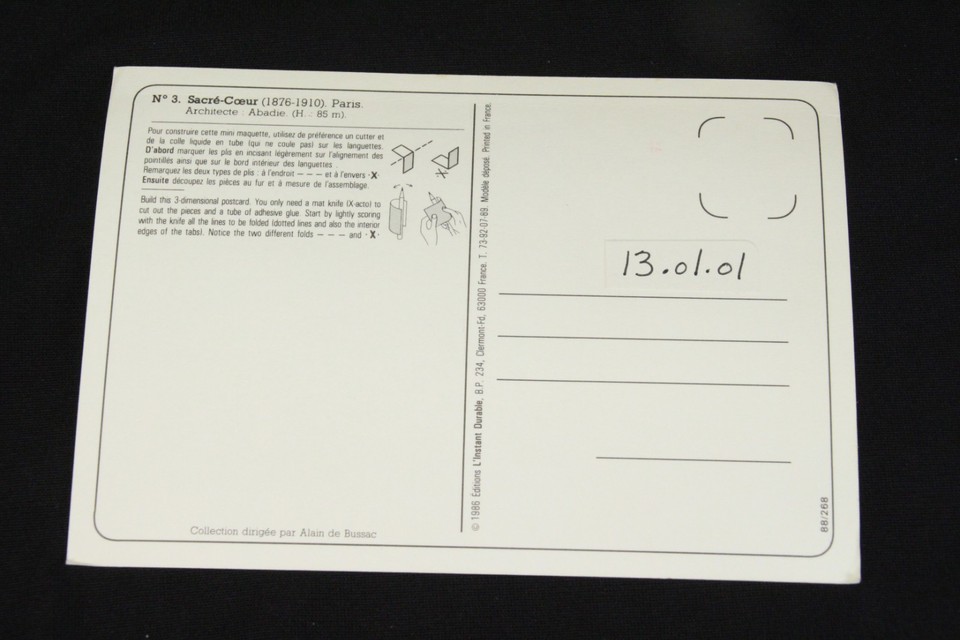 N° 3. Sacré-Cœur (1876-1910). Paris.
Architecte : Abadie. (H. : 85 m).
Pour construire cette mini maquette, utilisez de préférence un cutter et
de la colle liquide en tube (qui ne coule pas) sur les languettes.
D'abord marquer les plis en incisant légèrement sur l'alignement des
pointillés ainsi que sur le bord intérieur des languettes.
Remarquez les deux types de plis : à l'endroit — — — et à l'envers ·X·
Ensuite découpez les pièces au fur et à mesure de l'assemblage.
Build this 3-dimensional postcard. You only need a mat knife (X-acto) to
cut out the pieces and a tube of adhesive glue. Start by lightly scoring
with the knife all the lines to be folded (dotted lines and also the interior
edges of the tabs). Notice the two different folds — — — and ·X·
Collection dirigée par Alain de Bussac
© 1986 Editions L'Instant Durable, B.P. 234, Clermont-Fd, 63000 France. T. 73-92-07-89. Modèle déposé. Printed in France.
13.01.01
88/268